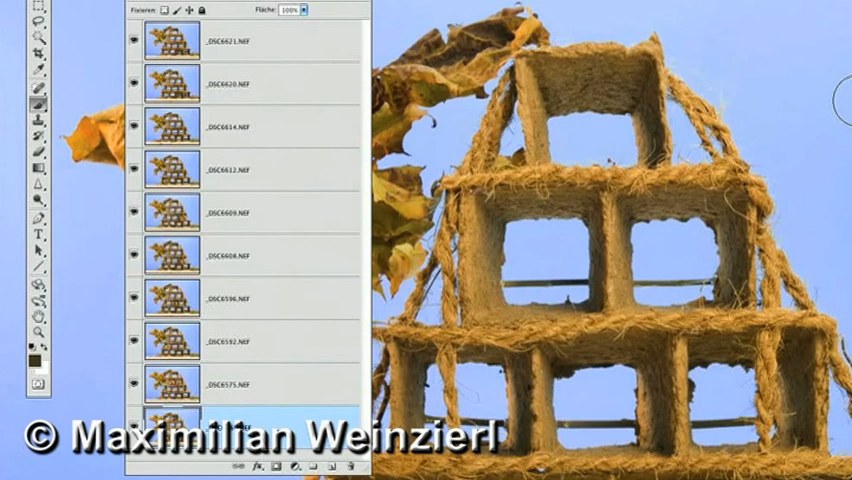 Fixieren: Fläche: 100%
_DSC6621.NEF
_DSC6620.NEF
_DSC6614.NEF
_DSC6612.NEF
_DSC6609.NEF
_DSC6608.NEF
_DSC6596.NEF
_DSC6592.NEF
_DSC6575.NEF
© Maximilian Weinzierl